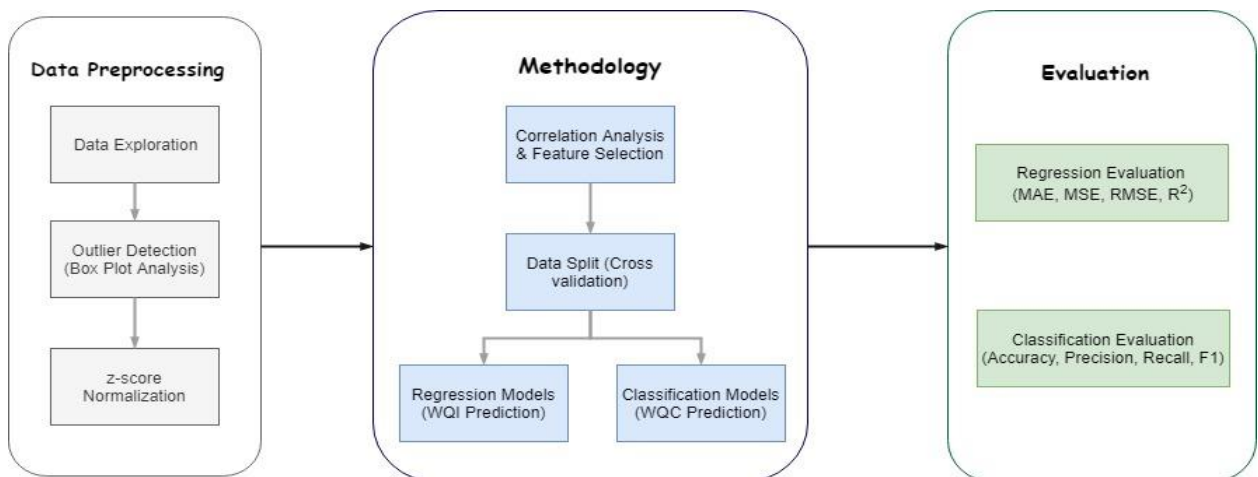 Data Preprocessing
Data Exploration
Outlier Detection
(Box Plot Analysis)
z-score
Normalization
Methodology
Correlation Analysis
& Feature Selection
Data Split (Cross
validation)
Regression Models
(WQI Prediction)
Classification Models
(WQC Prediction)
Evaluation
Regression Evaluation
(MAE, MSE, RMSE, R²)
Classification Evaluation
(Accuracy, Precision, Recall, F1)